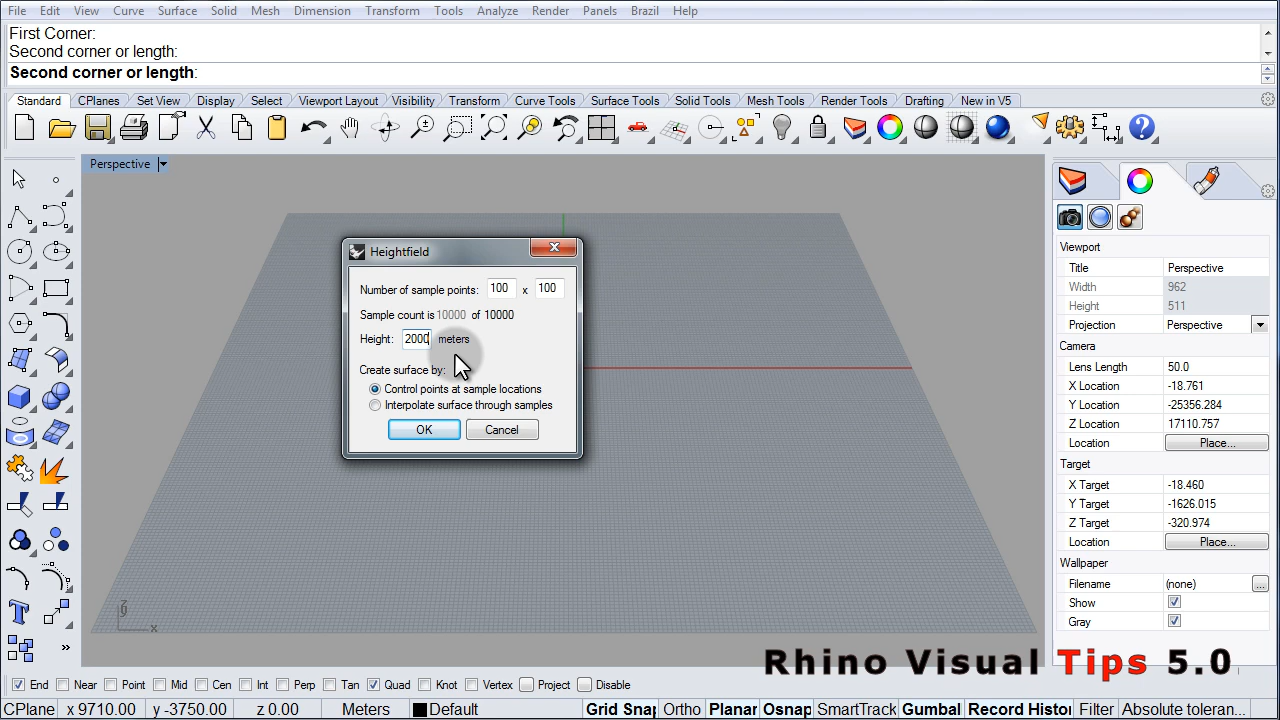 File Edit View Curve Surface Solid Mesh Dimension Transform Tools Analyze Render Panels Brazil Help
First Corner:
Second corner or length:
Second corner or length:
Standard CPlanes Set View Display Select Viewport Layout Visibility Transform Curve Tools Surface Tools Solid Tools Mesh Tools Render Tools Drafting New in V5
Perspective
Heightfield
Number of sample points: 100 x 100
Sample count is 10000 of 10000
Height: 2000 meters
Create surface by:
Control points at sample locations
Interpolate surface through samples
OK Cancel
x
Viewport
Title Perspective
Width 962
Height 511
Projection Perspective
Camera
Lens Length 50.0
X Location -18.761
Y Location -25356.284
Z Location 17110.757
Location Place...
Target
X Target -18.460
Y Target -1626.015
Z Target -320.974
Location Place...
Wallpaper
Filename (none) ...
Show
Gray
Rhino Visual Tips 5.0
End Near Point Mid Cen Int Perp Tan Quad Knot Vertex Project Disable
CPlane x 9710.00 y -3750.00 z 0.00 Meters Default Grid Snap Ortho Planar Osnap SmartTrack Gumbal Record Histo Filter Absolute toleran...